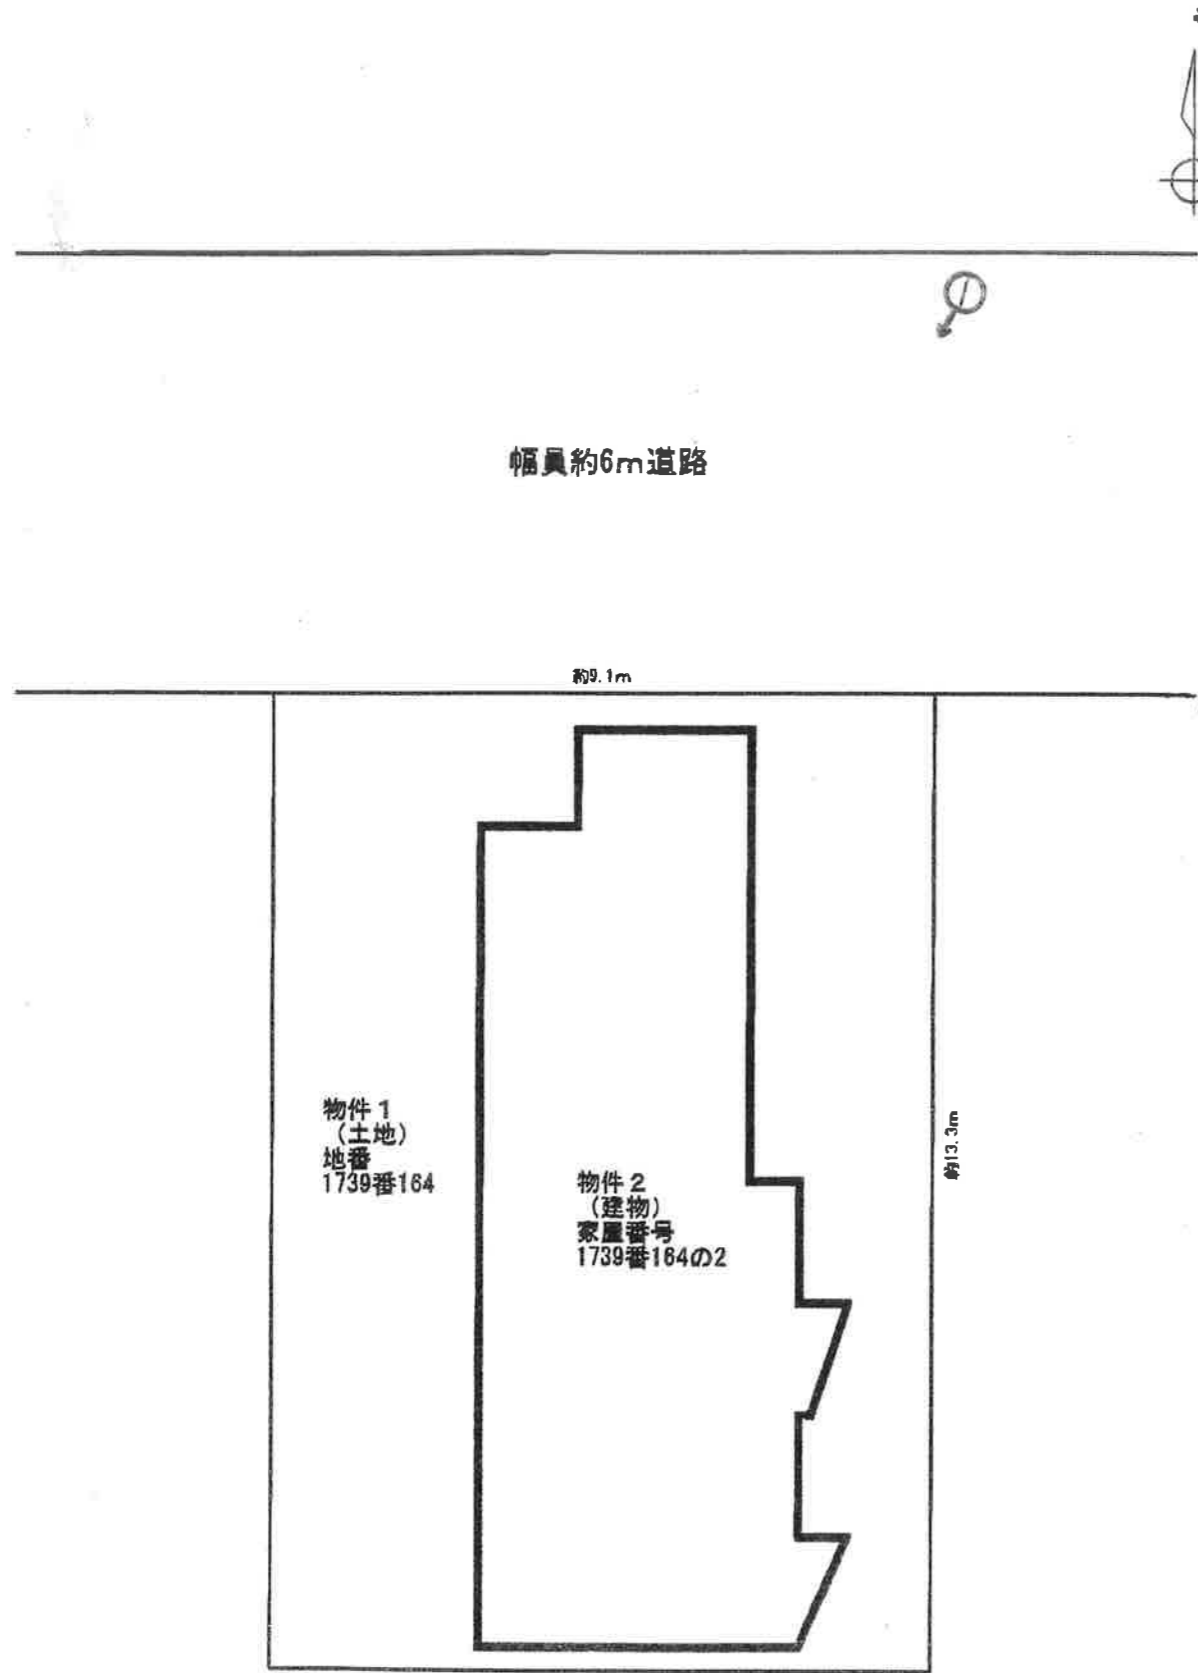 幅員約6m道路
約9.1m
物件1
(土地)
地番
1739番164
約13.3m
物件2
(建物)
家屋番号
1739番164の2